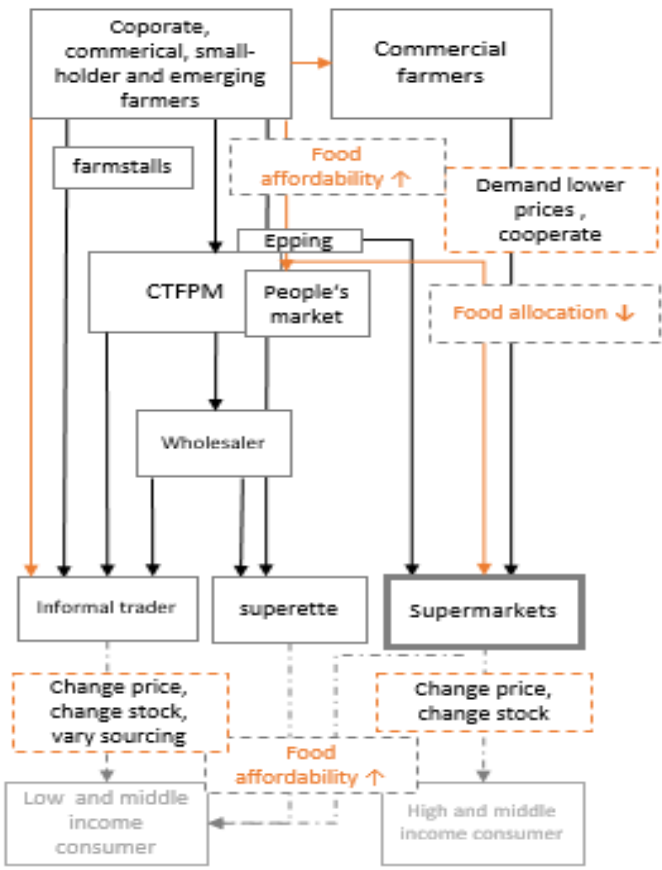 Coporate,
commerical, small-
holder and emerging
farmers
Commercial
farmers
farmstalls
Food
affordability ↑
Demand lower
prices ,
cooperate
Epping
CTFPM
People's
market
Food allocation ↓
Wholesaler
Informal trader
superette
Supermarkets
Change price,
change stock,
vary sourcing
Change price,
change stock
Food
affordability ↑
Low and middle
income
consumer
High and middle
income consumer